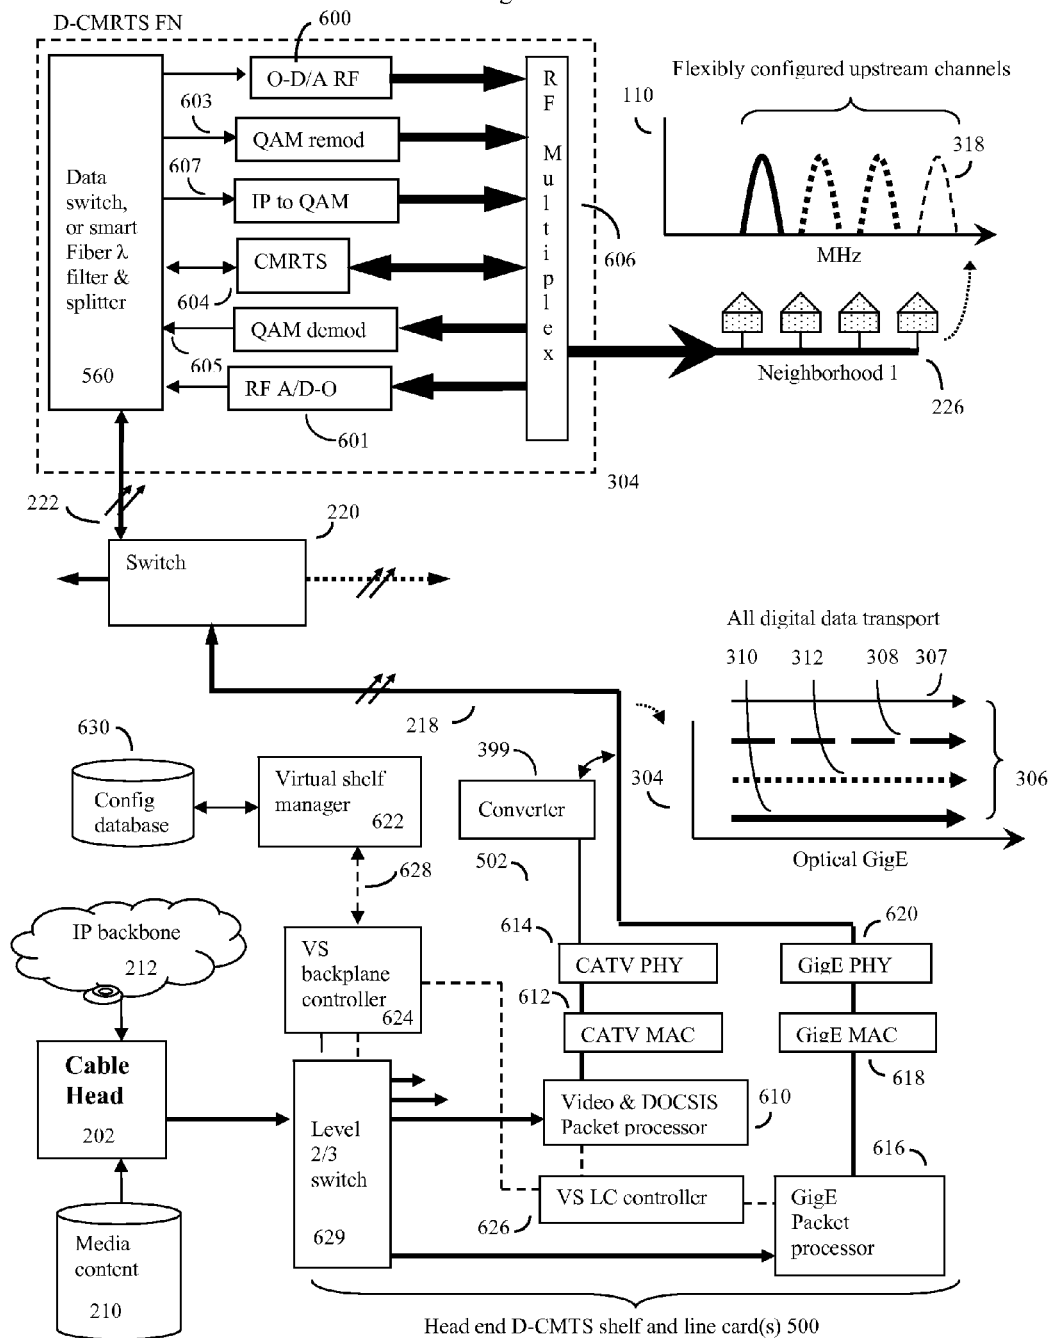 D-CMRTS FN
600
O-D/A RF
603
QAM remod
607
IP to QAM
CMRTS
604
QAM demod
605
RF A/D-O
601
Data
switch,
or smart
Fiber λ
filter &
splitter
560
RF Multiplex
606
304
Flexibly configured upstream channels
110
318
MHz
Neighborhood 1
226
222
220
Switch
218
All digital data transport
310
312
308
307
306
304
Optical GigE
630
Config
database
Virtual shelf
manager
622
628
399
Converter
502
IP backbone
212
VS
backplane
controller
624
614
CATV PHY
620
GigE PHY
612
CATV MAC
GigE MAC
618
Cable
Head
202
Level
2/3
switch
629
Video & DOCSIS
Packet processor
610
616
VS LC controller
626
GigE
Packet
processor
Media
content
210
Head end D-CMTS shelf and line card(s) 500